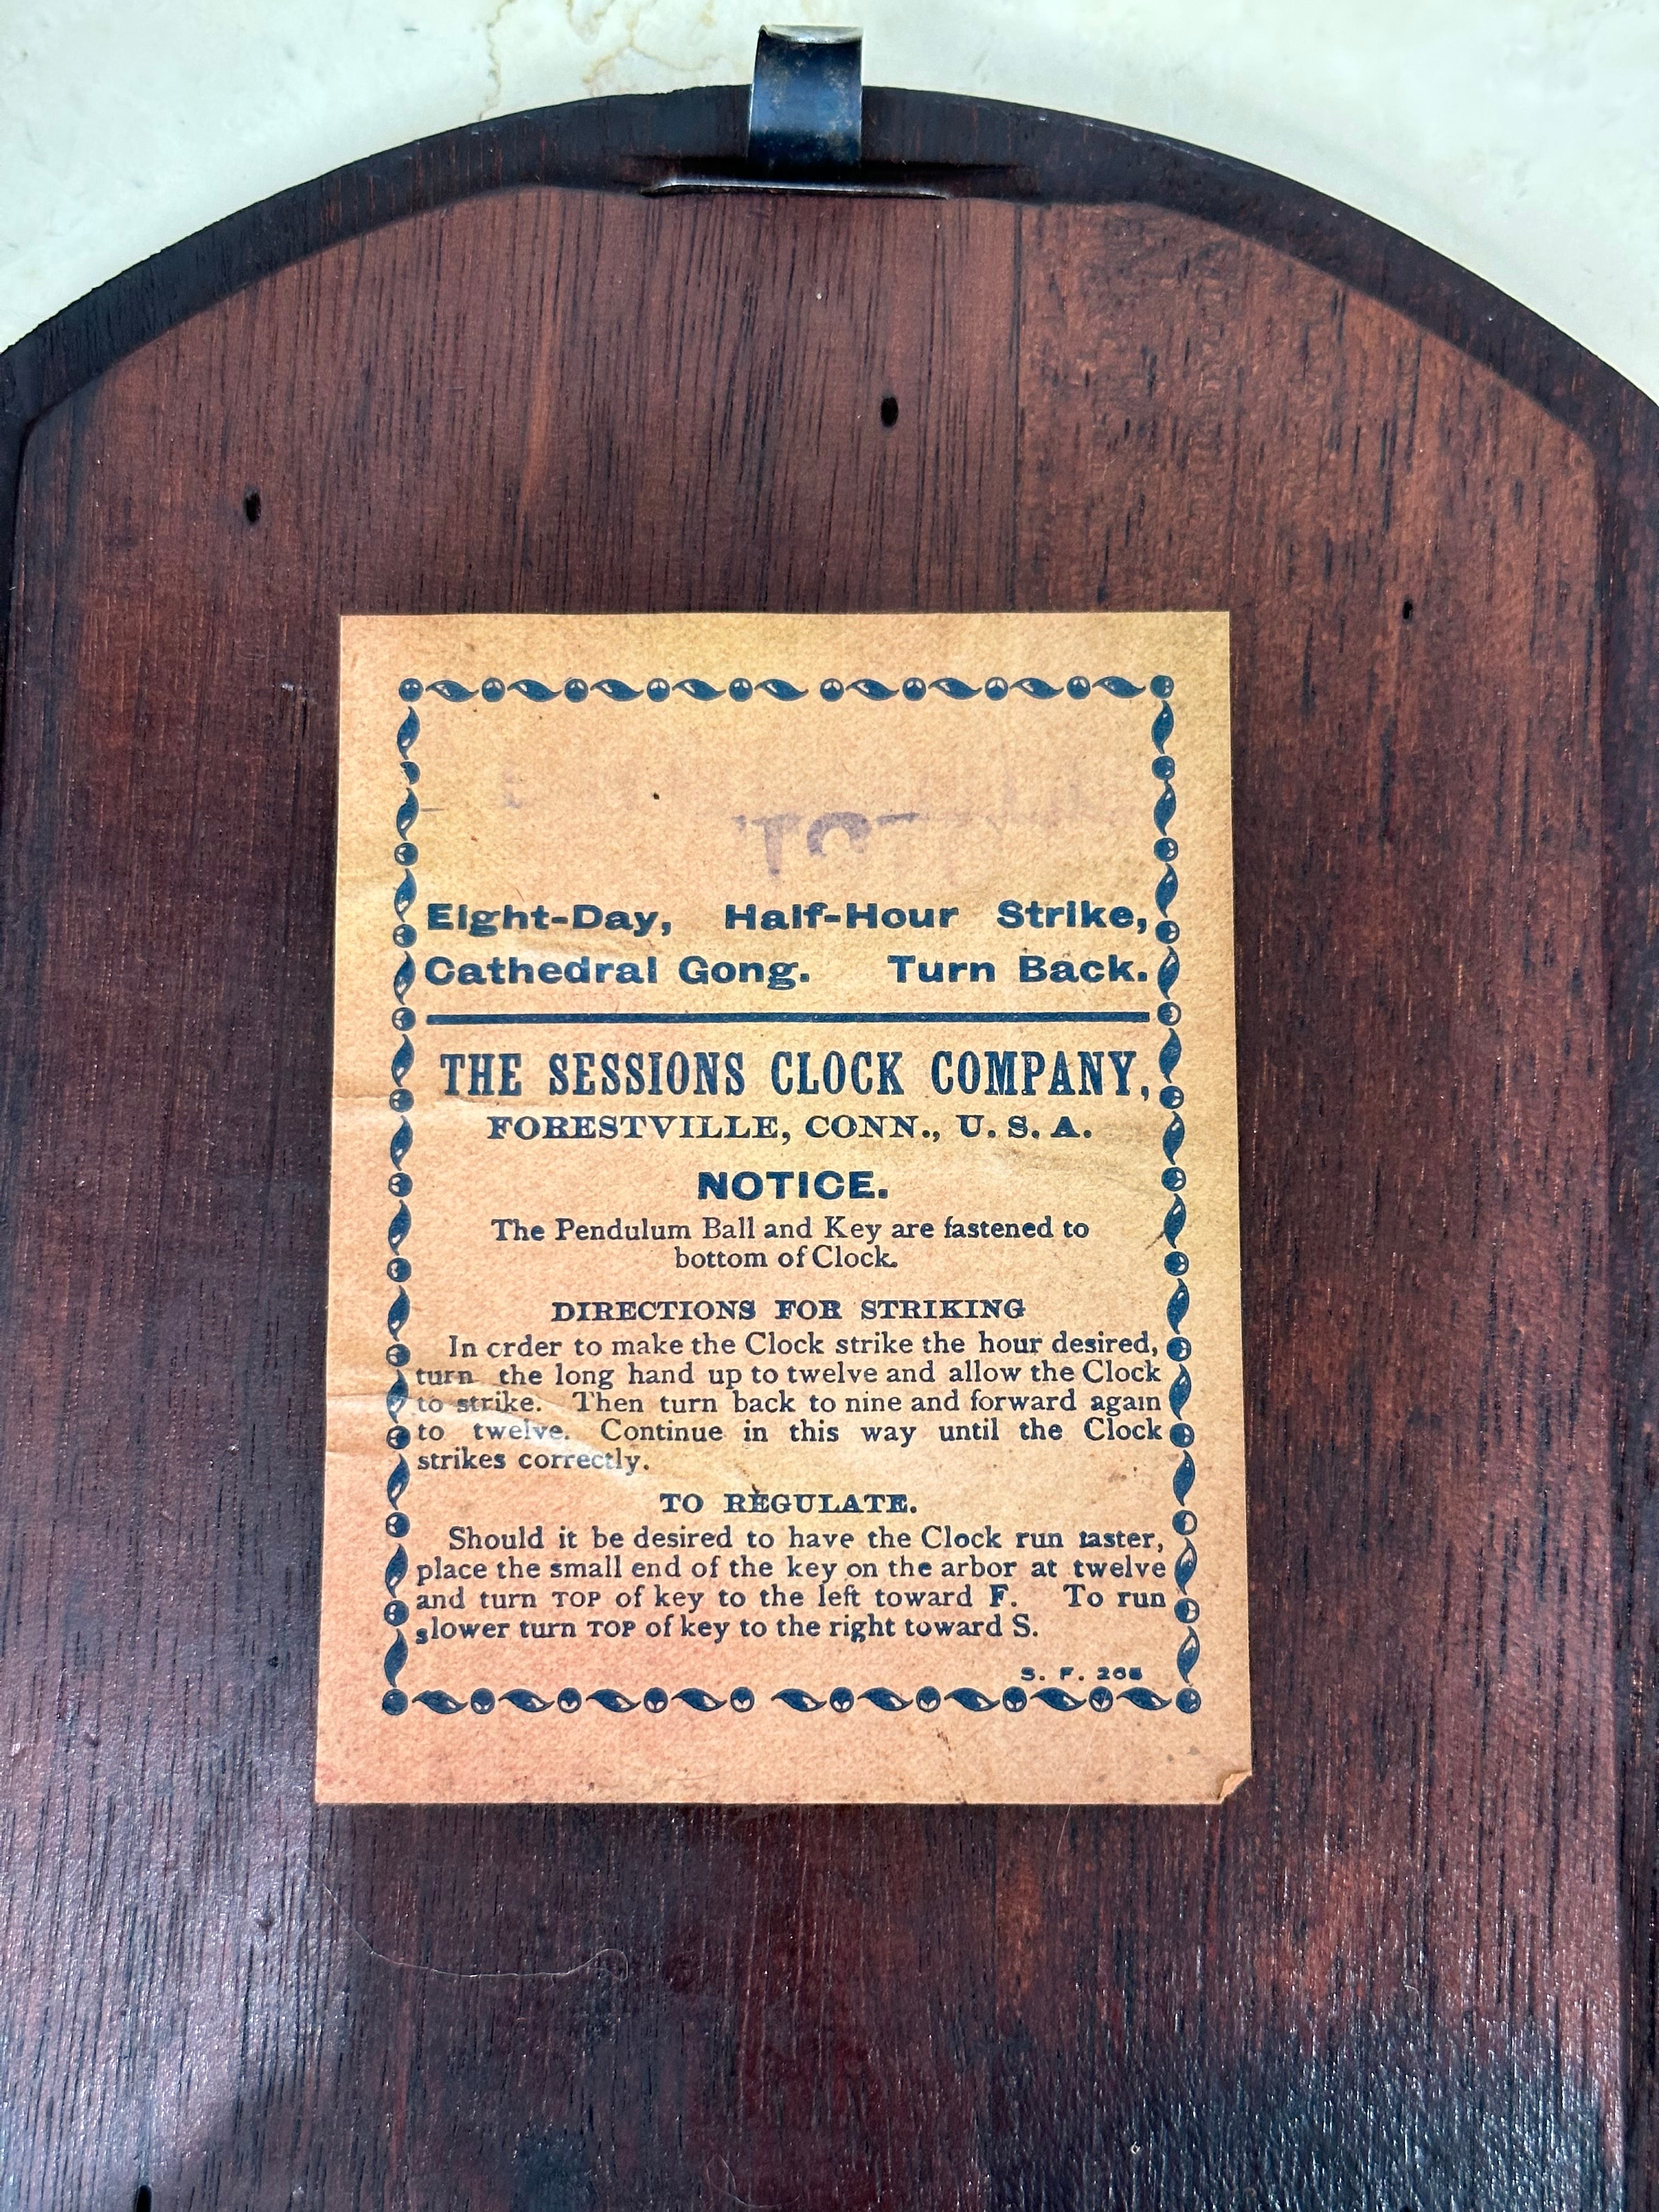 Eight-Day, Half-Hour Strike,
Cathedral Gong. Turn Back.
THE SESSIONS CLOCK COMPANY,
FORESTVILLE, CONN., U. S. A.
NOTICE.
The Pendulum Ball and Key are fastened to
bottom of Clock.
DIRECTIONS FOR STRIKING
In crder to make the Clock strike the hour desired,
turn the long hand up to twelve and allow the Clock
to strike. Then turn back to nine and forward again
to twelve. Continue in this way until the Clock
strikes correctly.
TO REGULATE.
Should it be desired to have the Clock run taster,
place the small end of the key on the arbor at twelve
and turn TOP of key to the left toward F. To run
slower turn TOP of key to the right toward S.
S. F.